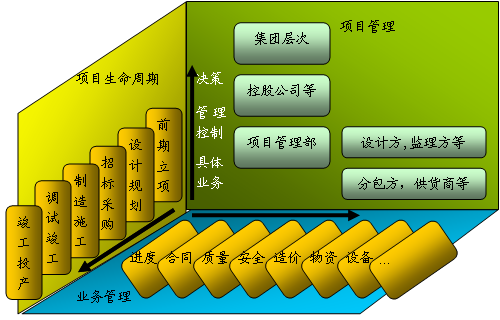 项目管理
集团层次
项目生命周期
决策
控股公司等
管理
控制
项目管理部
设计方,监理方等
具体
业务
分包方，供货商等
前期立项
设计规划
招标采购
制造施工
调试竣工
竣工投产
进度 合同 质量 安全 造价 物资 设备 ...
业务管理